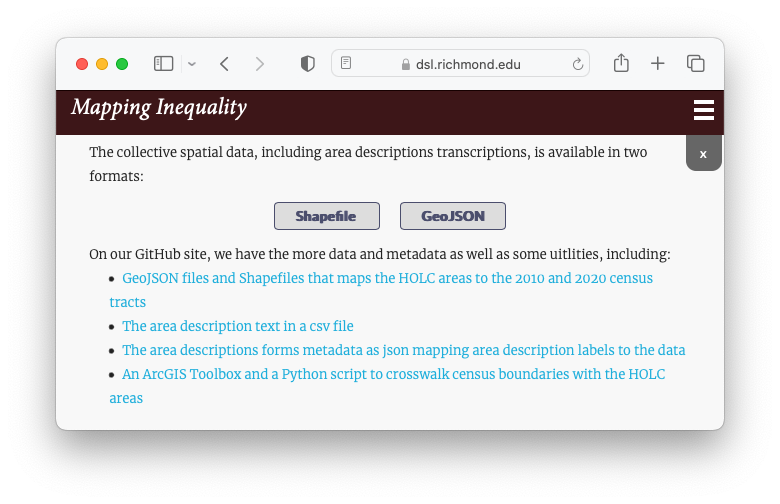 dsl.richmond.edu
Mapping Inequality
x
The collective spatial data, including area descriptions transcriptions, is available in two
formats:
Shapefile GeoJSON
On our GitHub site, we have the more data and metadata as well as some uitlities, including:
• GeoJSON files and Shapefiles that maps the HOLC areas to the 2010 and 2020 census
tracts
• The area description text in a csv file
• The area descriptions forms metadata as json mapping area description labels to the data
• An ArcGIS Toolbox and a Python script to crosswalk census boundaries with the HOLC
areas